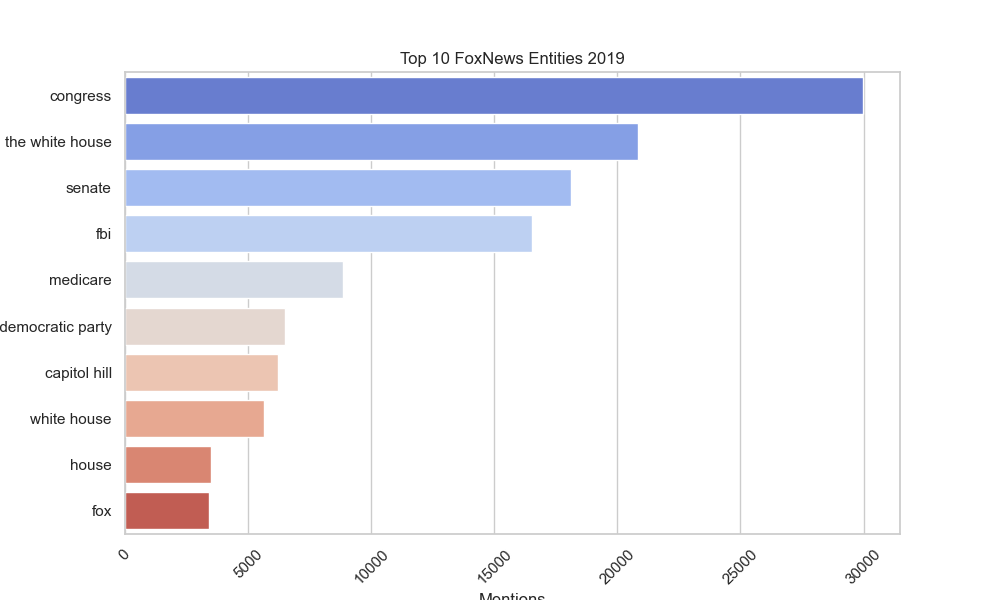 Top 10 FoxNews Entities 2019
congress
the white house
senate
fbi
medicare
democratic party
capitol hill
white house
house
fox
0
5000
10000
15000
20000
25000
30000
Mentions